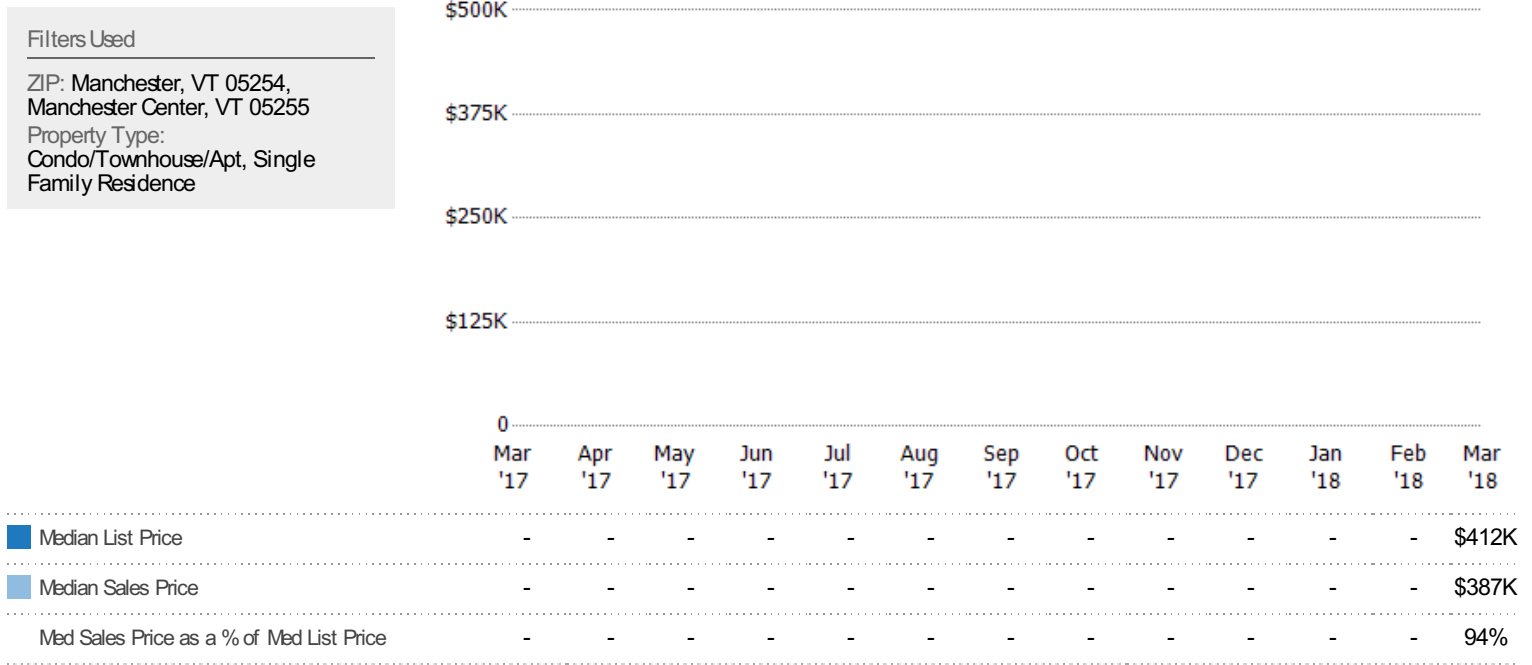 Filters Used
ZIP: Manchester, VT 05254,
Manchester Center, VT 05255
Property Type:
Condo/Townhouse/Apt, Single
Family Residence
$500K
$375K
$250K
$125K
0
Mar Apr May Jun Jul Aug Sep Oct Nov Dec Jan Feb Mar
'17 '17 '17 '17 '17 '17 '17 '17 '17 '17 '18 '18 '18
Median List Price - - - - - - - - - - - - $412K
Median Sales Price - - - - - - - - - - - - $387K
Med Sales Price as a % of Med List Price - - - - - - - - - - - - 94%